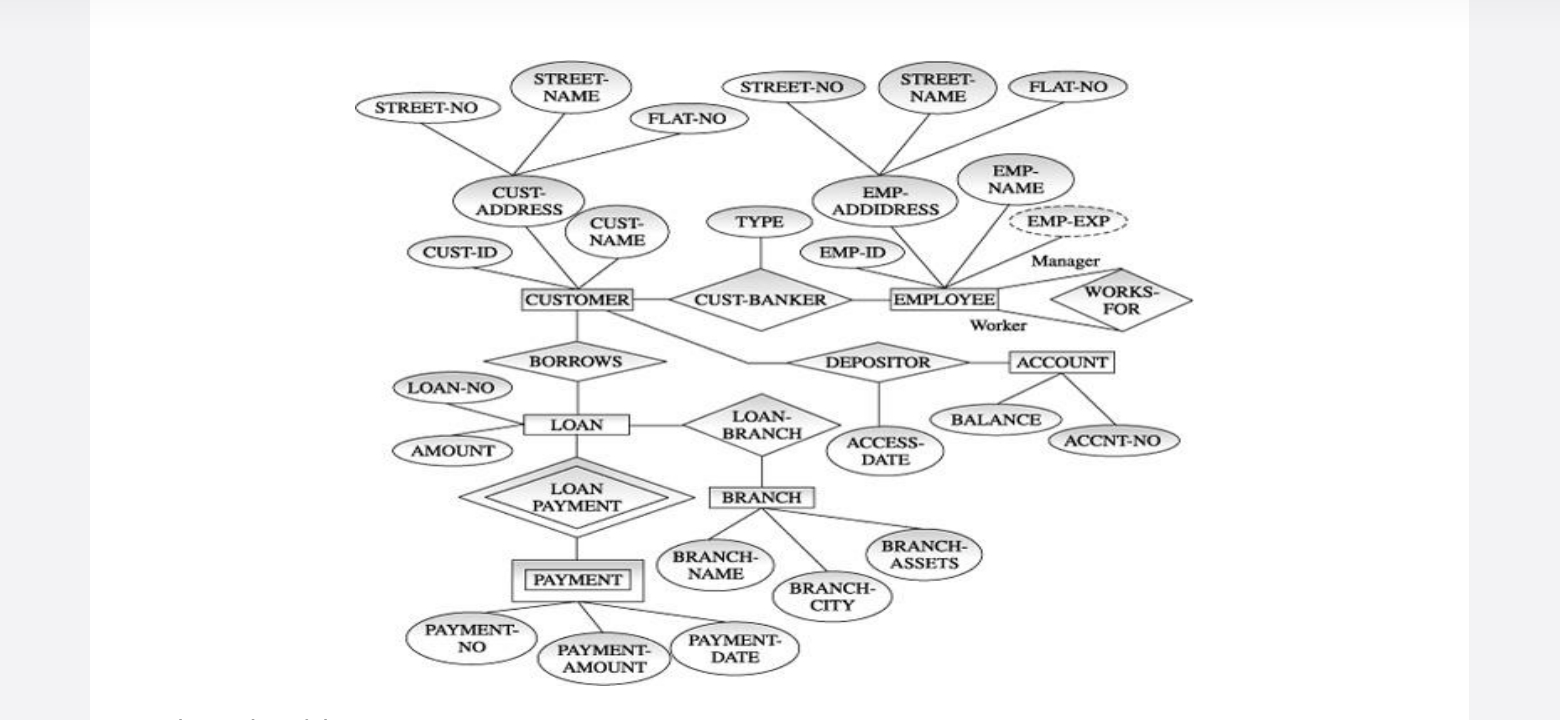 STREET-NO
STREET-
NAME
FLAT-NO
STREET-NO
STREET-
NAME
FLAT-NO
CUST-
ADDRESS
CUST-
NAME
CUST-ID
TYPE
EMP-
ADDIDRESS
EMP-
NAME
EMP-EXP
EMP-ID
Manager
CUSTOMER
CUST-BANKER
EMPLOYEE
WORKS-
FOR
Worker
BORROWS
DEPOSITOR
ACCOUNT
LOAN-NO
LOAN
AMOUNT
LOAN-
BRANCH
ACCESS-
DATE
BALANCE
ACCNT-NO
LOAN
PAYMENT
BRANCH
BRANCH-
NAME
BRANCH-
CITY
BRANCH-
ASSETS
PAYMENT
PAYMENT-
NO
PAYMENT-
AMOUNT
PAYMENT-
DATE